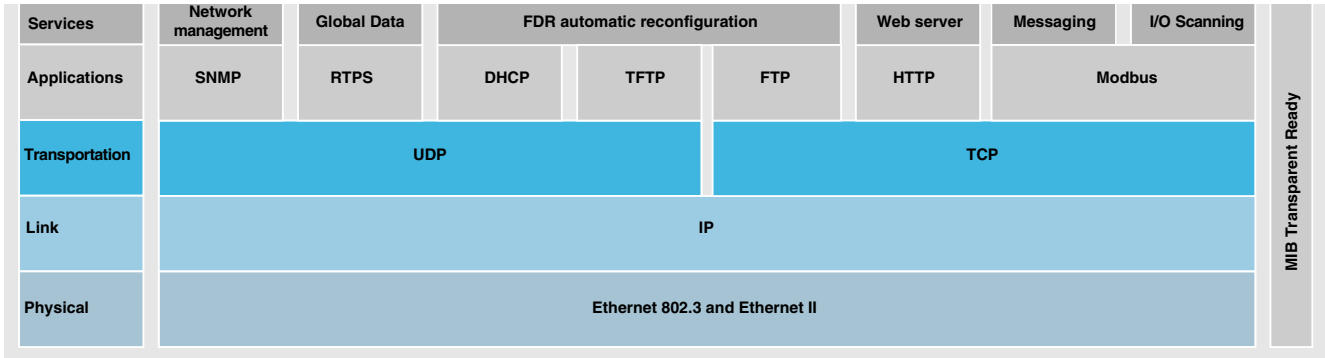 Services
Network
management
Global Data
FDR automatic reconfiguration
Web server
Messaging
I/O Scanning
Applications
SNMP
RTPS
DHCP
TFTP
FTP
HTTP
Modbus
Transportation
UDP
TCP
Link
IP
Physical
Ethernet 802.3 and Ethernet II
MIB Transparent Ready